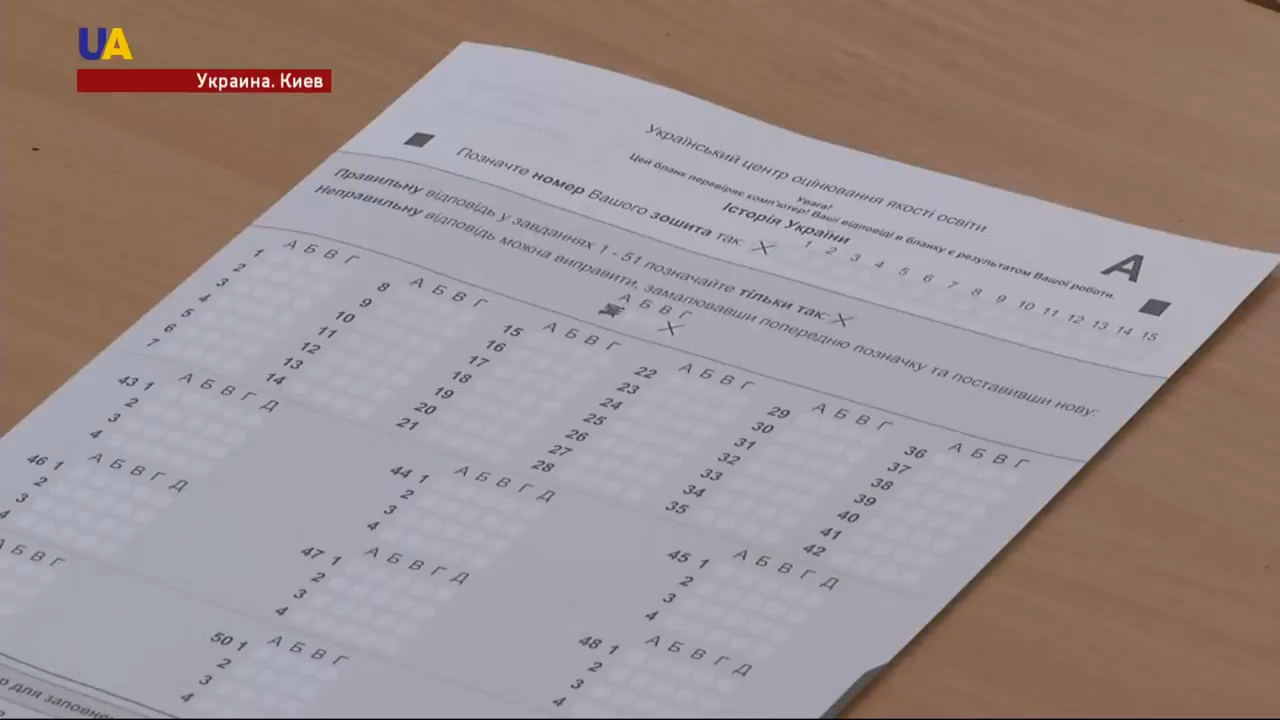 UA
Украина. Киев
Український центр оцінювання якості освіти
Увага!
Цей бланк перевіряє комп'ютер! Ваші відповіді в бланку є результатом Вашої роботи.
Історія України
А
Позначте номер Вашого зошита так:
1 2 3 4 5 6 7 8 9 10 11 12 13 14 15
Правильну відповідь у завданнях 1 - 51 позначайте тільки так:
Неправильну відповідь можна виправити, замалювавши попередню позначку та поставивши нову:
А Б В Г
А Б В Г
1
2
3
4
5
6
7
А Б В Г
8
9
10
11
12
13
14
А Б В Г
15
16
17
18
19
20
21
А Б В Г
22
23
24
25
26
27
28
А Б В Г
29
30
31
32
33
34
35
А Б В Г
36
37
38
39
40
41
42
А Б В Г Д
43 1
2
3
4
А Б В Г Д
44 1
2
3
4
А Б В Г Д
45 1
2
3
4
А Б В Г Д
46 1
2
3
4
А Б В Г Д
47 1
2
3
4
А Б В Г Д
48 1
2
3
4
А Б В Г
А Б В Г
50 1
2
3
4
для